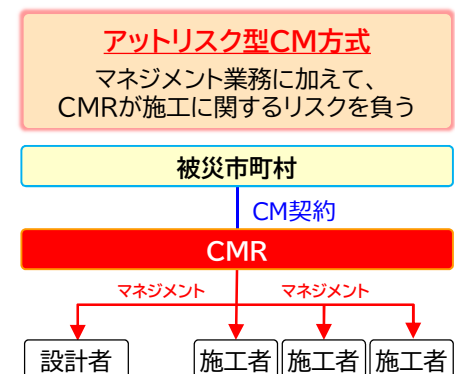 アットリスク型CM方式
マネジメント業務に加えて、
CMRが施工に関するリスクを負う
被災市町村
CM契約
CMR
マネジメント マネジメント
設計者 施工者 施工者 施工者